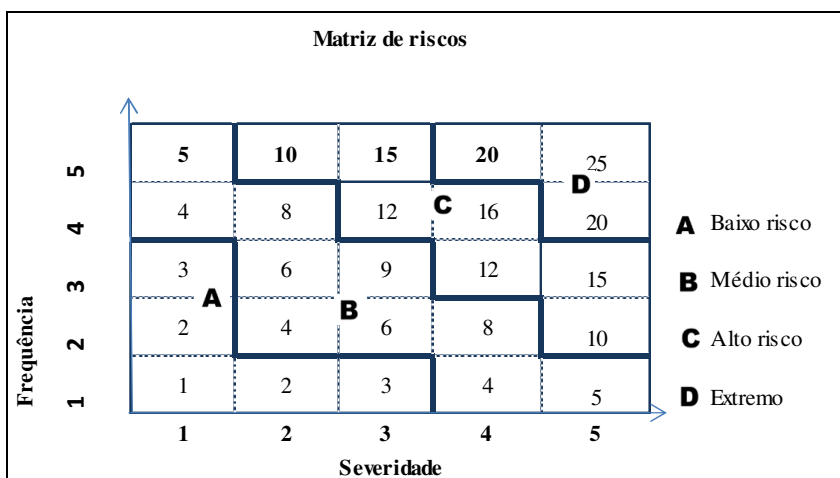 Matriz de riscos
5 5 10 15 20 25
D
4 4 8 12 C 16 20
A Baixo risco
3 3 6 9 12 15
A B
B Médio risco
2 2 4 6 8 10
C Alto risco
1 1 2 3 4 5
D Extremo
Frequência
1 2 3 4 5
Severidade